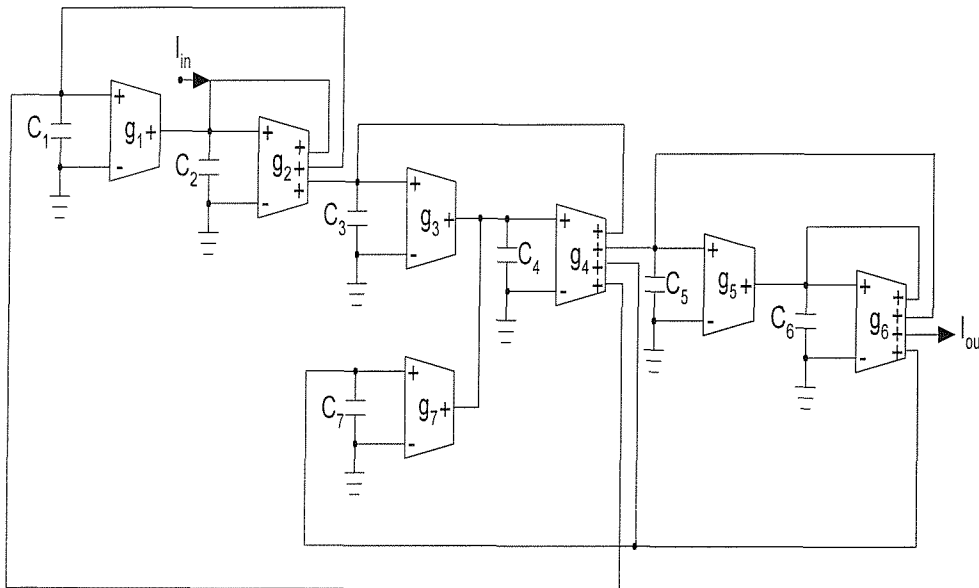 I_in
+
C_1
g_1 +
-
+
C_2
g_2
+
+
+
-
+
C_3
g_3 +
-
+
C_4
g_4
+
+
+
+
-
+
C_5
g_5 +
-
+
C_6
g_6
+
+
+
+
-
I_ou
+
C_7
g_7 +
-